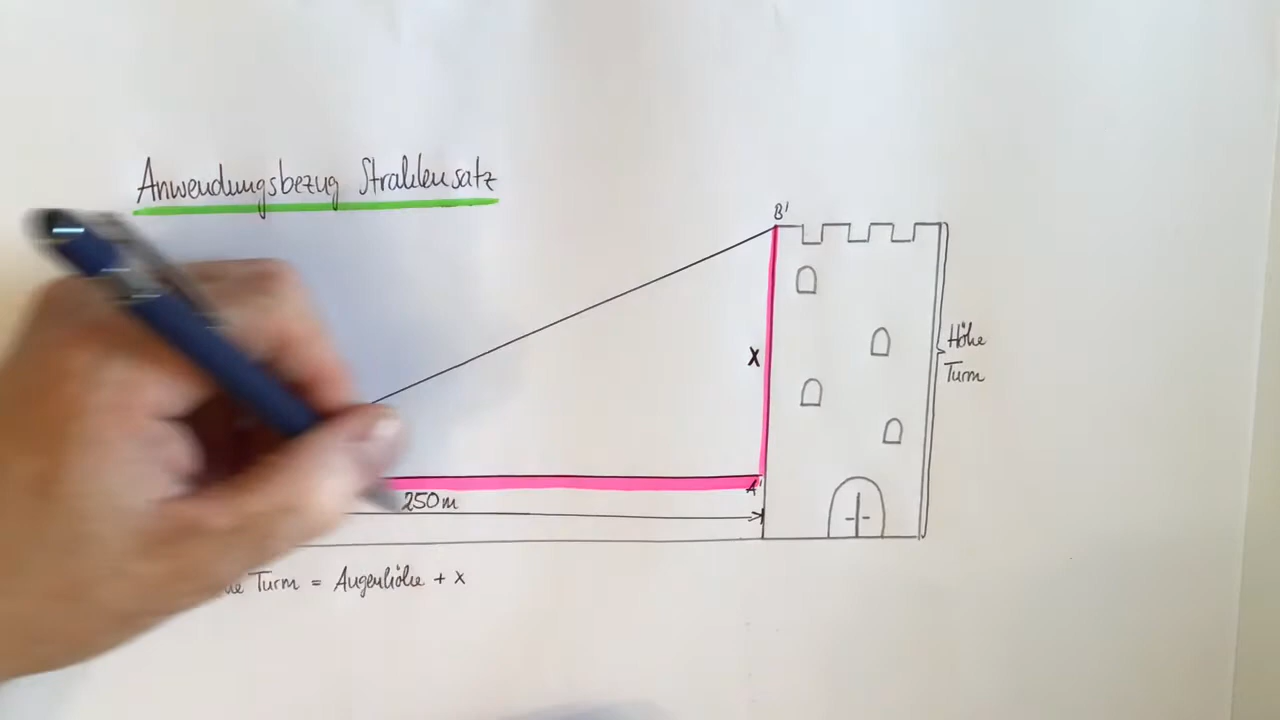 Anwendungsbezug Strahlensatz
B'
x
Höhe
Turm
A'
250m
Turm = Augenhöhe + x